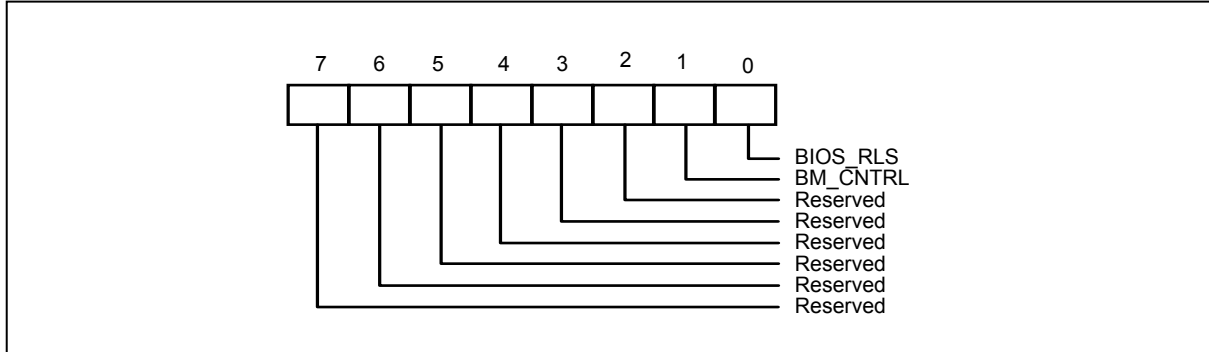 7 6 5 4 3 2 1 0
BIOS_RLS
BM_CNTRL
Reserved
Reserved
Reserved
Reserved
Reserved
Reserved